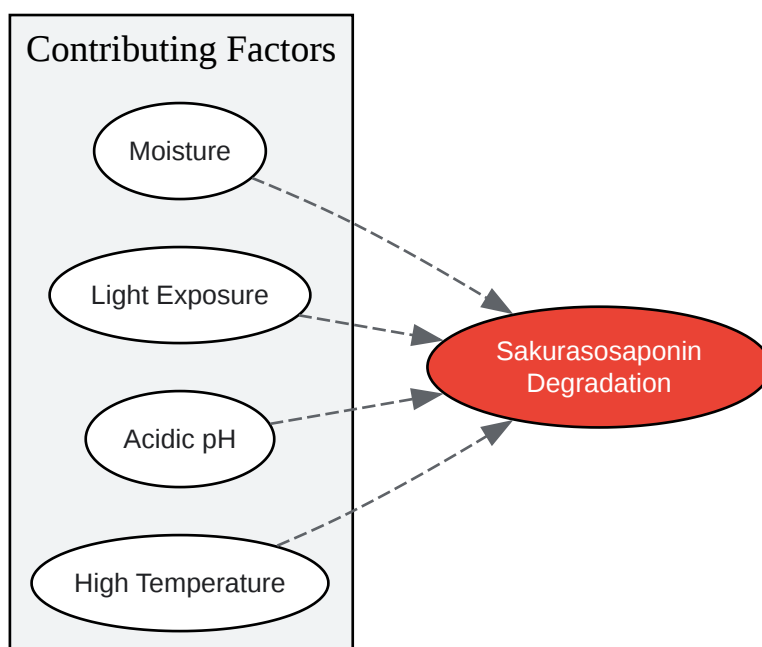 Contributing Factors
Moisture
Light Exposure
Sakurasosaponin
Degradation
Acidic pH
High Temperature